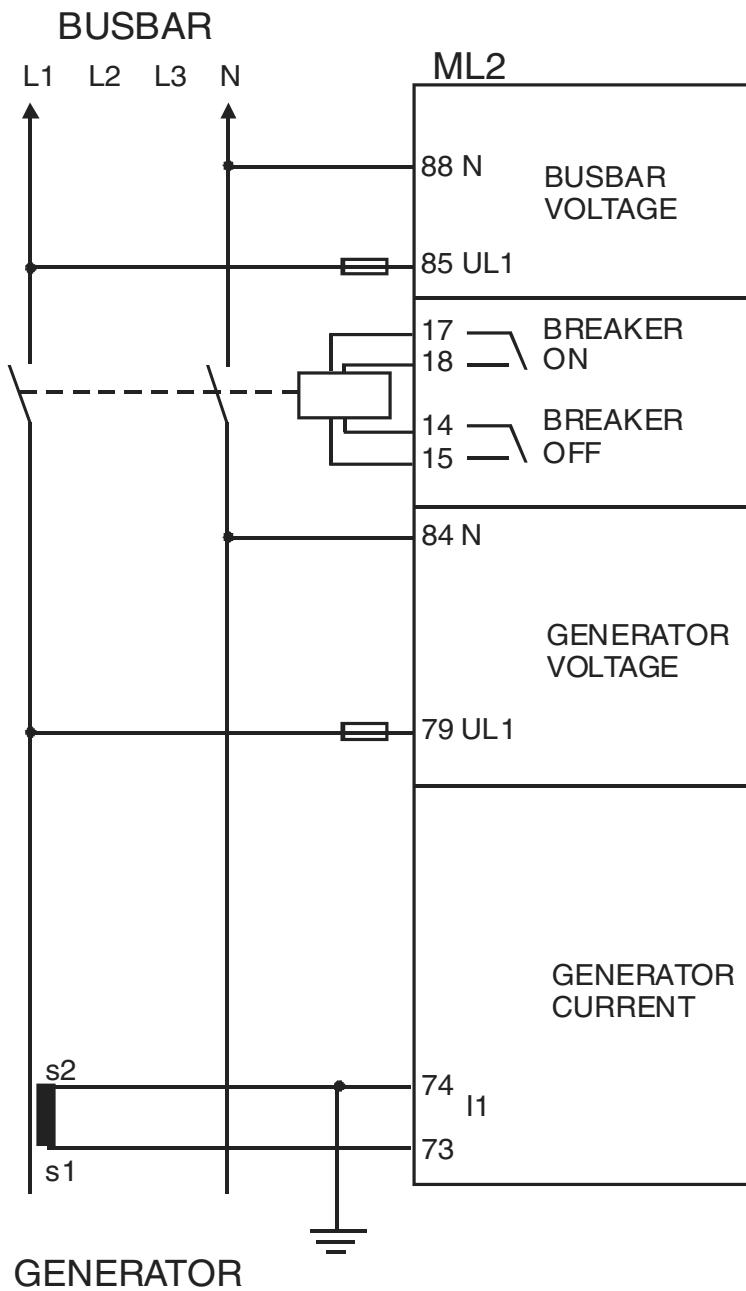 BUSBAR
L1 L2 L3 N
ML2
88 N
BUSBAR
VOLTAGE
85 UL1
17
18
BREAKER
ON
14
15
BREAKER
OFF
84 N
GENERATOR
VOLTAGE
79 UL1
GENERATOR
CURRENT
s2
74
I1
73
s1
GENERATOR